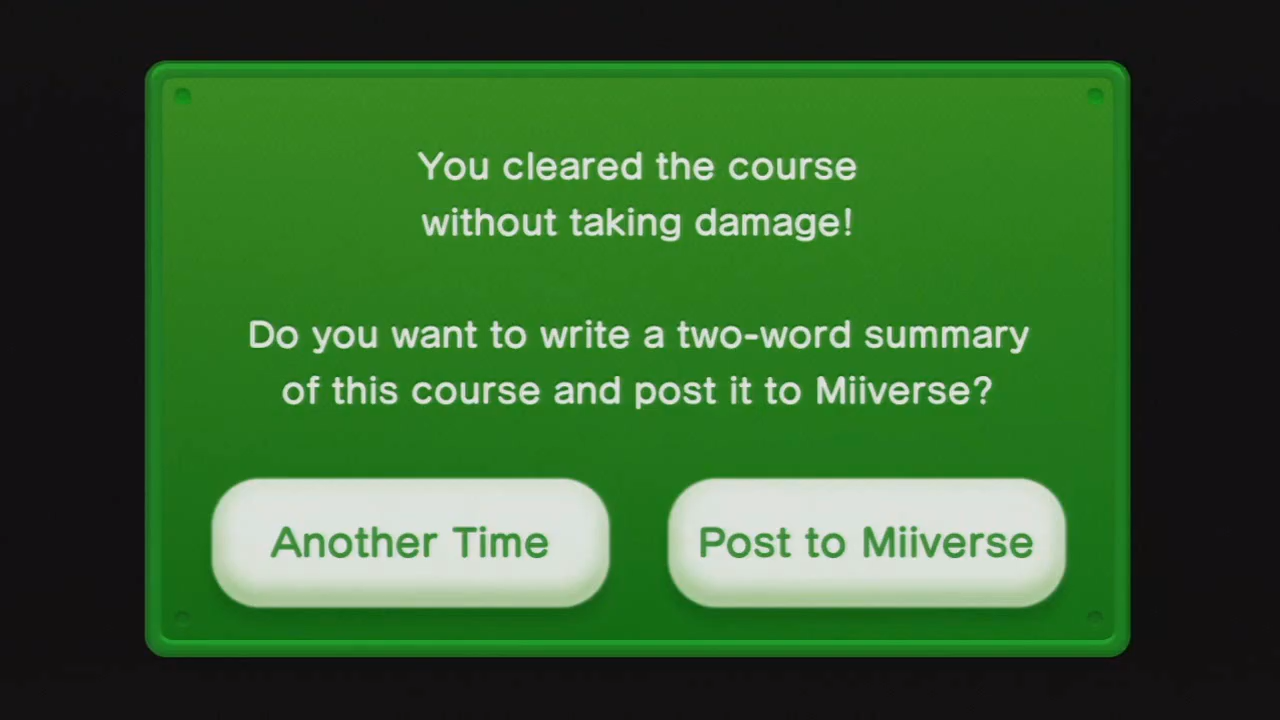 You cleared the course
without taking damage!
Do you want to write a two-word summary
of this course and post it to Miiverse?
Another Time
Post to Miiverse